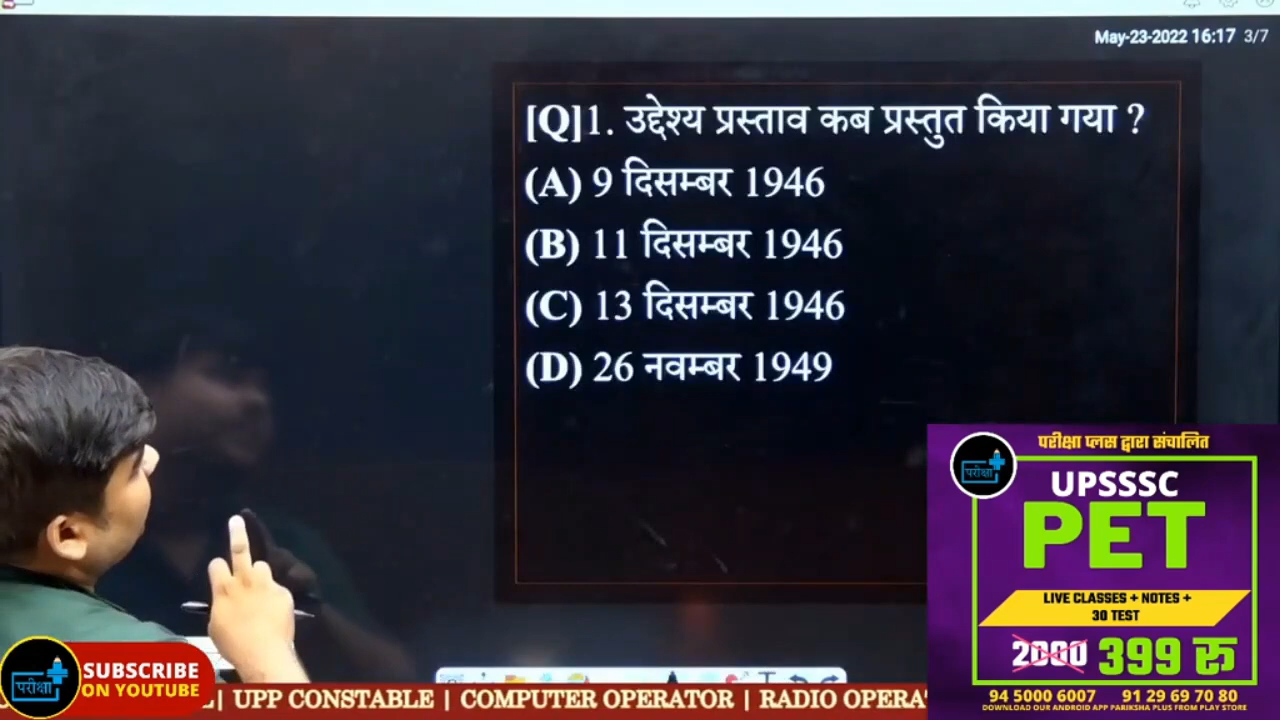 May-23-2022 16:17 3/7
[Q]1. उद्देश्य प्रस्ताव कब प्रस्तुत किया गया ?
(A) 9 दिसम्बर 1946
(B) 11 दिसम्बर 1946
(C) 13 दिसम्बर 1946
(D) 26 नवम्बर 1949
परीक्षा प्लस द्वारा संचालित
परीक्षा
UPSSSC
PET
LIVE CLASSES + NOTES +
30 TEST
2000 399 रु
94 5000 6007 91 29 69 70 80
DOWNLOAD OUR ANDROID APP PARIKSHA PLUS FROM PLAY STORE
परीक्षा
SUBSCRIBE
ON YOUTUBE
| UPP CONSTABLE | COMPUTER OPERATOR | RADIO OPERA